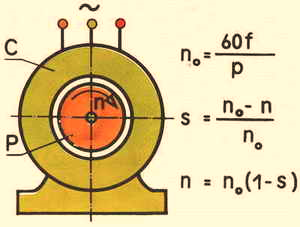 ~
C
n
P
n₀ = 60f / p
s = n₀ - n / n₀
n = n₀(1-s)